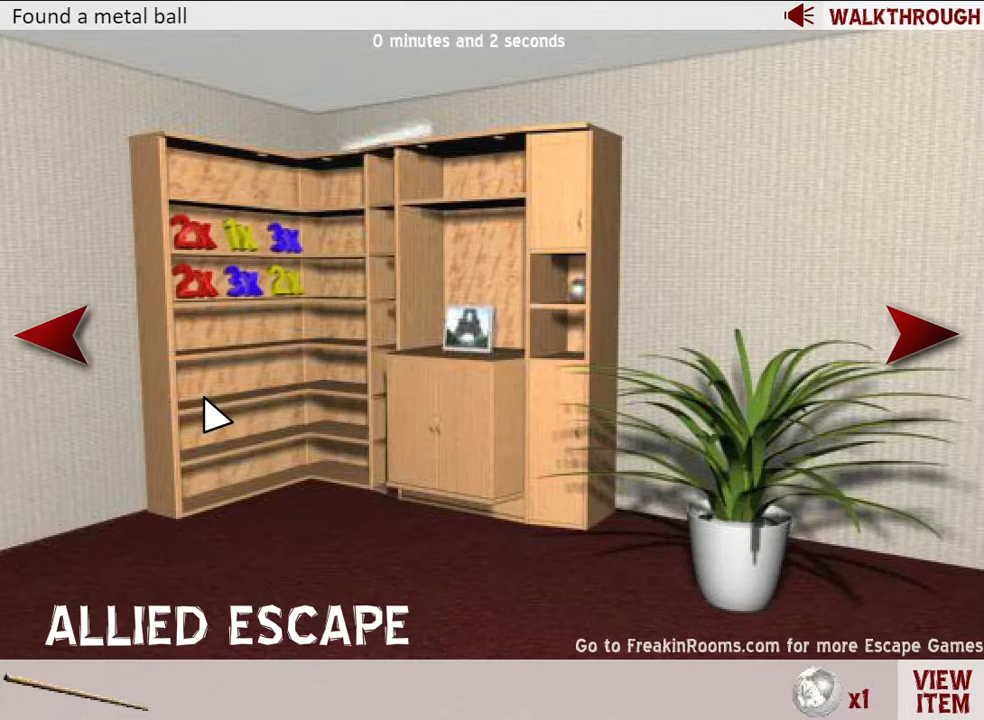 Found a metal ball
WALKTHROUGH
0 minutes and 2 seconds
2x 1x 3x
2x 3x 2x
ALLIED ESCAPE
Go to FreakinRooms.com for more Escape Games
x1
VIEW
ITEM